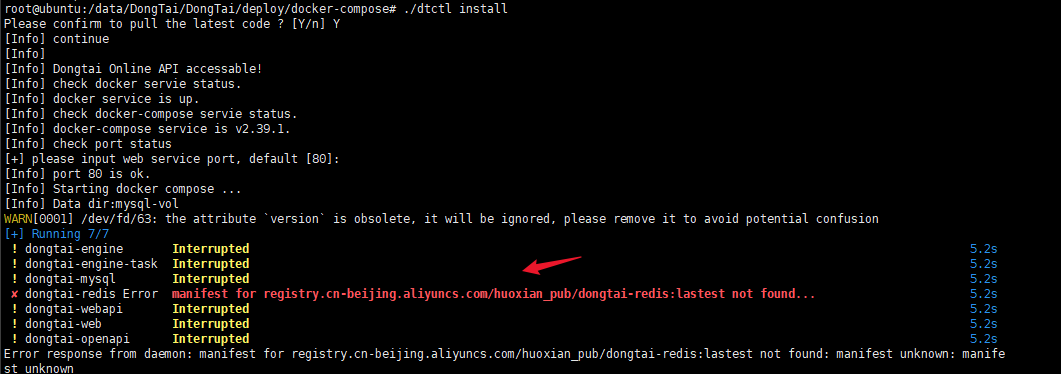 root@ubuntu:/data/DongTai/DongTai/deploy/docker-compose# ./dtctl install
Please confirm to pull the latest code ? [Y/n] Y
[Info] continue
[Info]
[Info] Dongtai Online API accessable!
[Info] check docker servie status.
[Info] docker service is up.
[Info] check docker-compose servie status.
[Info] docker-compose service is v2.39.1.
[Info] check port status
[+] please input web service port, default [80]:
[Info] port 80 is ok.
[Info] Starting docker compose ...
[Info] Data dir:mysql-vol
WARN[0001] /dev/fd/63: the attribute `version` is obsolete, it will be ignored, please remove it to avoid potential confusion
[+] Running 7/7
! dongtai-engine Interrupted 5.2s
! dongtai-engine-task Interrupted 5.2s
! dongtai-mysql Interrupted 5.2s
✘ dongtai-redis Error manifest for registry.cn-beijing.aliyuncs.com/huoxian_pub/dongtai-redis:lastest not found... 5.2s
! dongtai-webapi Interrupted 5.2s
! dongtai-web Interrupted 5.2s
! dongtai-openapi Interrupted 5.2s
Error response from daemon: manifest for registry.cn-beijing.aliyuncs.com/huoxian_pub/dongtai-redis:lastest not found: manifest unknown: manife
st unknown